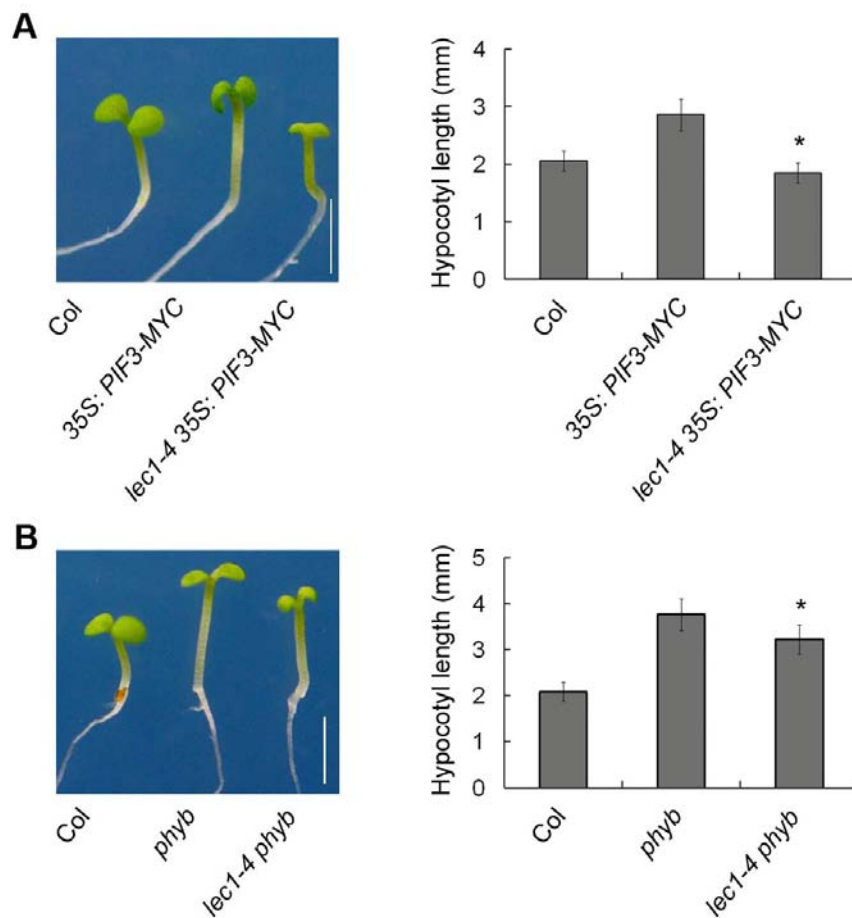 A
Col
35S: PIF3-MYC
lec1-4 35S: PIF3-MYC
Hypocotyl length (mm)
4
3
2
1
0
*
Col
35S: PIF3-MYC
lec1-4 35S: PIF3-MYC
B
Col
phyb
lec1-4 phyb
Hypocotyl length (mm)
5
4
3
2
1
0
*
Col
phyb
lec1-4 phyb